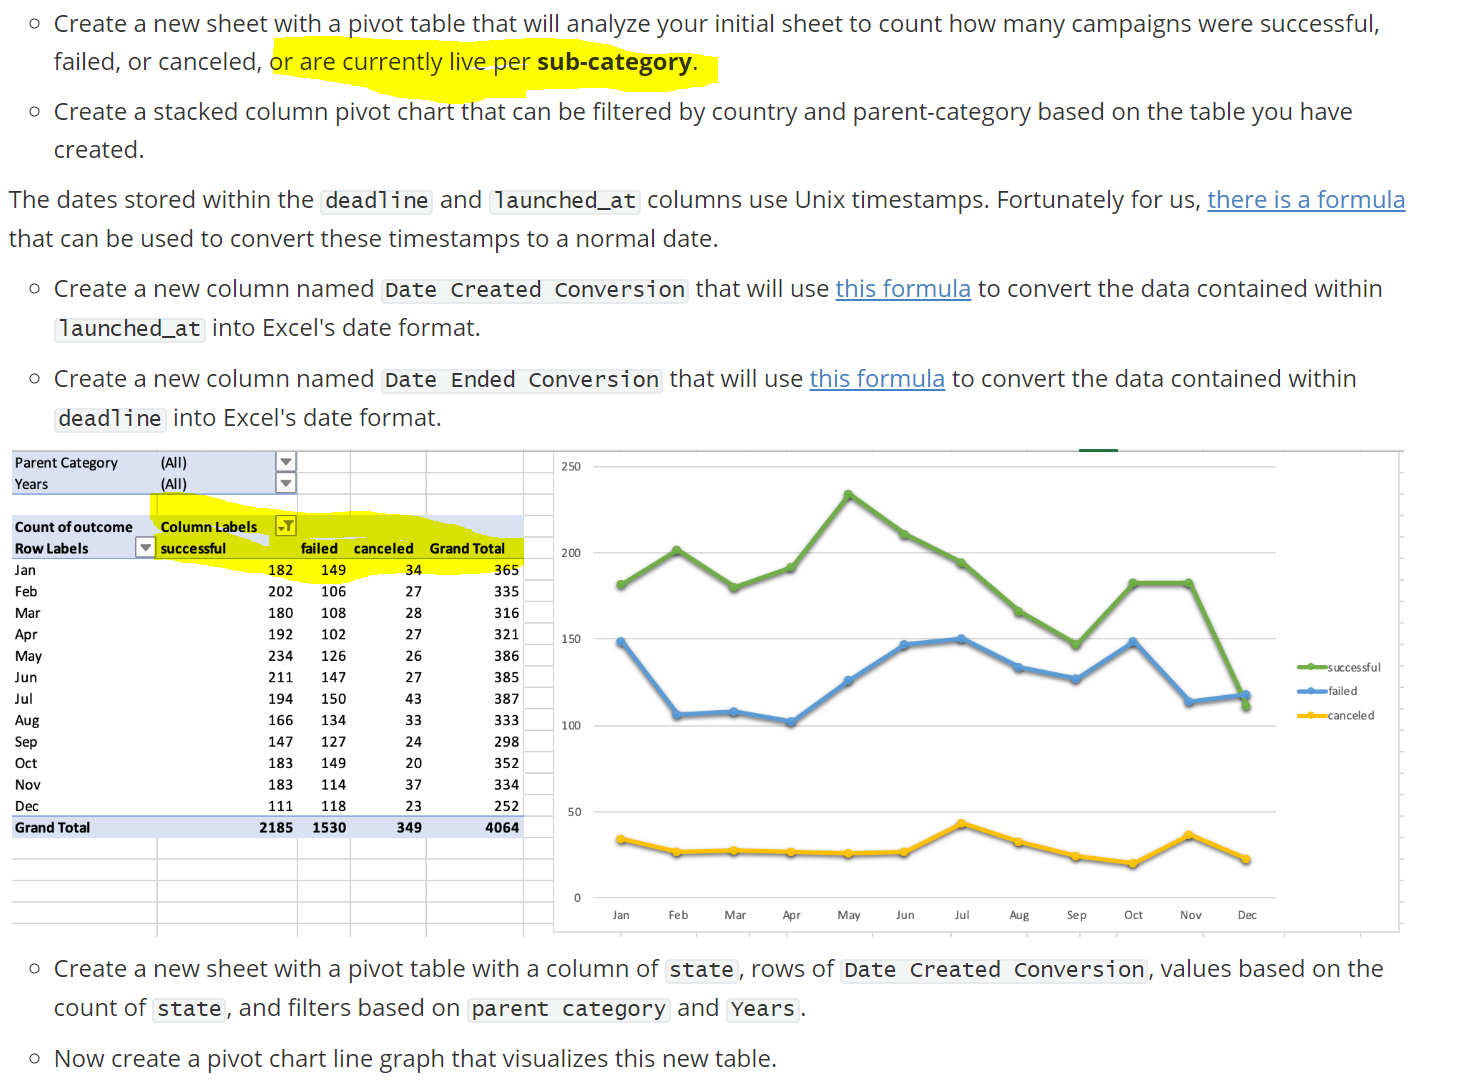 Create a new sheet with a pivot table that will analyze your initial sheet to count how many campaigns were successful,
failed, or canceled, or are currently live per sub-category.
Create a stacked column pivot chart that can be filtered by country and parent-category based on the table you have
created.
The dates stored within the deadline and launched_at columns use Unix timestamps. Fortunately for us, there is a formula
that can be used to convert these timestamps to a normal date.
Create a new column named Date Created Conversion that will use this formula to convert the data contained within
launched_at into Excel's date format.
Create a new column named Date Ended Conversion that will use this formula to convert the data contained within
deadline into Excel's date format.
Parent Category (All)
Years (All)
Count of outcome Column Labels
Row Labels successful failed canceled Grand Total
Jan 182 149 34 365
Feb 202 106 27 335
Mar 180 108 28 316
Apr 192 102 27 321
May 234 126 26 386
Jun 211 147 27 385
Jul 194 150 43 387
Aug 166 134 33 333
Sep 147 127 24 298
Oct 183 149 20 352
Nov 183 114 37 334
Dec 111 118 23 252
Grand Total 2185 1530 349 4064
250
200
150
100
50
0
Jan Feb Mar Apr May Jun Jul Aug Sep Oct Nov Dec
successful
failed
canceled
Create a new sheet with a pivot table with a column of state, rows of Date Created Conversion, values based on the
count of state, and filters based on parent category and Years.
Now create a pivot chart line graph that visualizes this new table.